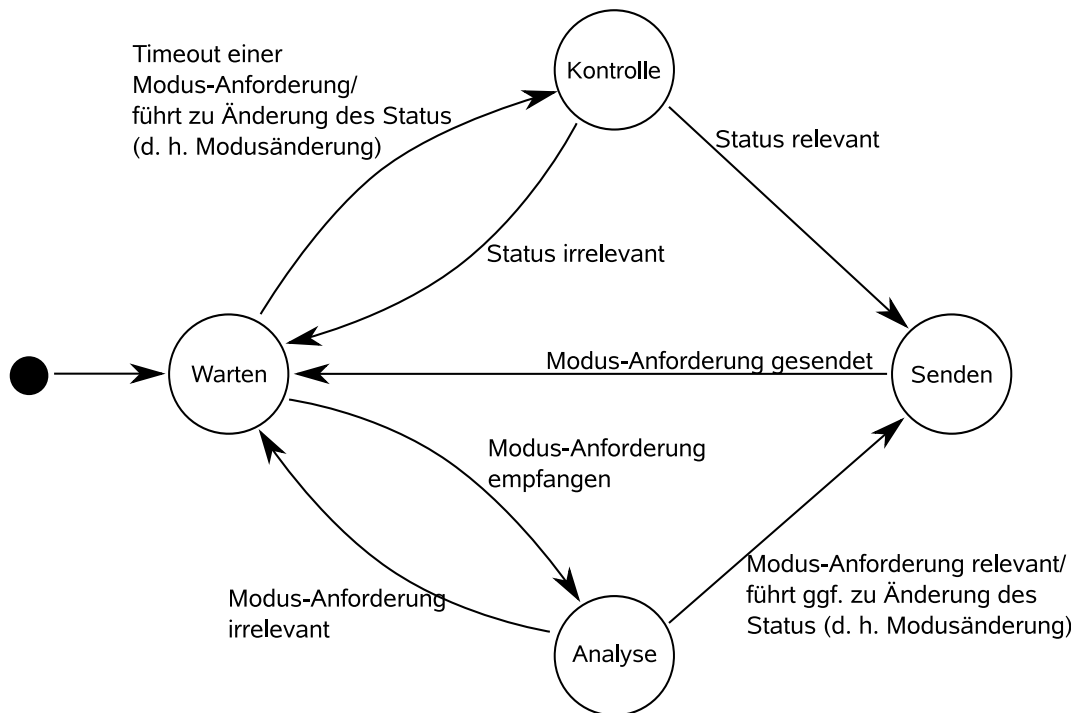 Timeout einer
Modus-Anforderung/
führt zu Änderung des Status
(d. h. Modusänderung)
Kontrolle
Status relevant
Status irrelevant
Warten
Modus-Anforderung gesendet
Senden
Modus-Anforderung
empfangen
Modus-Anforderung
irrelevant
Modus-Anforderung relevant/
führt ggf. zu Änderung des
Status (d. h. Modusänderung)
Analyse